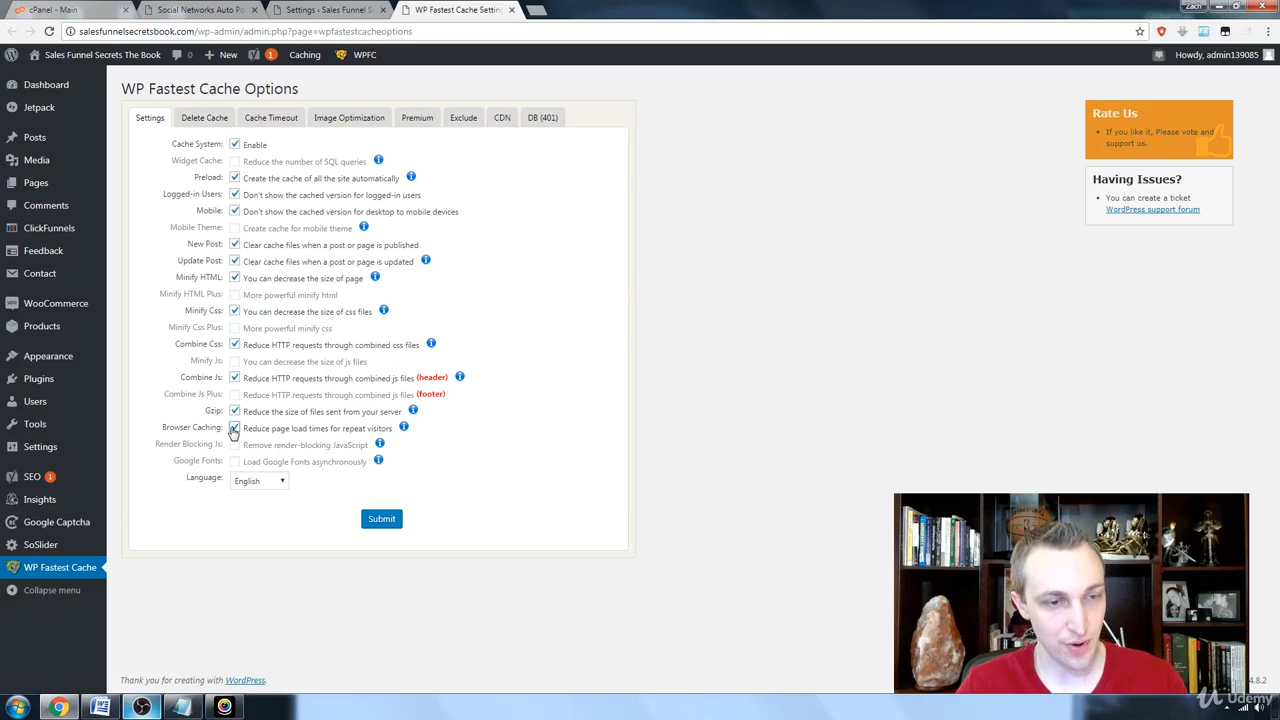 Zach
cPanel - Main
Social Networks Auto Po
Settings ‹ Sales Funnel Se
WP Fastest Cache Settin
salesfunnelsecretsbook.com/wp-admin/admin.php?page=wpfastestcacheoptions
Sales Funnel Secrets The Book
0
New
1
Caching
WPFC
Howdy, admin139085
Dashboard
Jetpack
Posts
Media
Pages
Comments
ClickFunnels
Feedback
Contact
WooCommerce
Products
Appearance
Plugins
Users
Tools
Settings
SEO 1
Insights
Google Captcha
SoSlider
WP Fastest Cache
Collapse menu
WP Fastest Cache Options
Settings
Delete Cache
Cache Timeout
Image Optimization
Premium
Exclude
CDN
DB (401)
Cache System: Enable
Widget Cache: Reduce the number of SQL queries
Preload: Create the cache of all the site automatically
Logged-in Users: Don't show the cached version for logged-in users
Mobile: Don't show the cached version for desktop to mobile devices
Mobile Theme: Create cache for mobile theme
New Post: Clear cache files when a post or page is published
Update Post: Clear cache files when a post or page is updated
Minify HTML: You can decrease the size of page
Minify HTML Plus: More powerful minify html
Minify Css: You can decrease the size of css files
Minify Css Plus: More powerful minify css
Combine Css: Reduce HTTP requests through combined css files
Minify Js: You can decrease the size of js files
Combine Js: Reduce HTTP requests through combined js files (header)
Combine Js Plus: Reduce HTTP requests through combined js files (footer)
Gzip: Reduce the size of files sent from your server
Browser Caching: Reduce page load times for repeat visitors
Render Blocking Js: Remove render-blocking JavaScript
Google Fonts: Load Google Fonts asynchronously
Language: English
Submit
Rate Us
If you like it, Please vote and
support us.
Having Issues?
You can create a ticket
WordPress support forum
Thank you for creating with WordPress.
4.8.2
Udemy